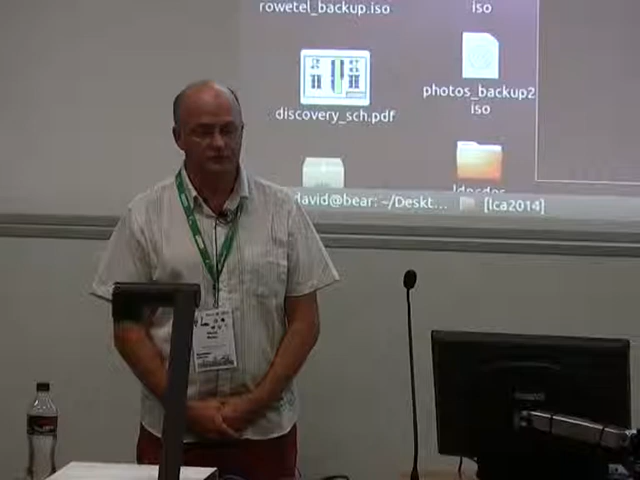 rowetel_backup.iso
iso
discovery_sch.pdf
photos_backup2
iso
david@bear: ~/Deskt...
[lca2014]